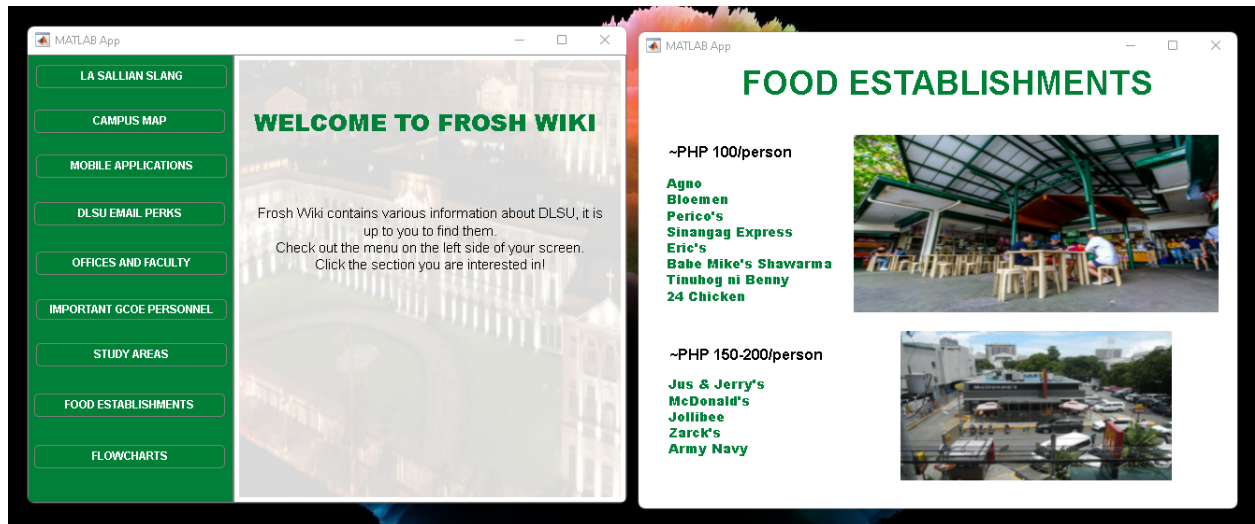 MATLAB App
LA SALLIAN SLANG
CAMPUS MAP
MOBILE APPLICATIONS
DLSU EMAIL PERKS
OFFICES AND FACULTY
IMPORTANT GCOE PERSONNEL
STUDY AREAS
FOOD ESTABLISHMENTS
FLOWCHARTS
WELCOME TO FROSH WIKI
Frosh Wiki contains various information about DLSU, it is
up to you to find them.
Check out the menu on the left side of your screen.
Click the section you are interested in!
MATLAB App
FOOD ESTABLISHMENTS
~PHP 100/person
Agno
Bloemen
Perico's
Sinangag Express
Eric's
Babe Mike's Shawarma
Tinuhog ni Benny
24 Chicken
~PHP 150-200/person
Jus & Jerry's
McDonald's
Jollibee
Zarck's
Army Navy
McDonald's